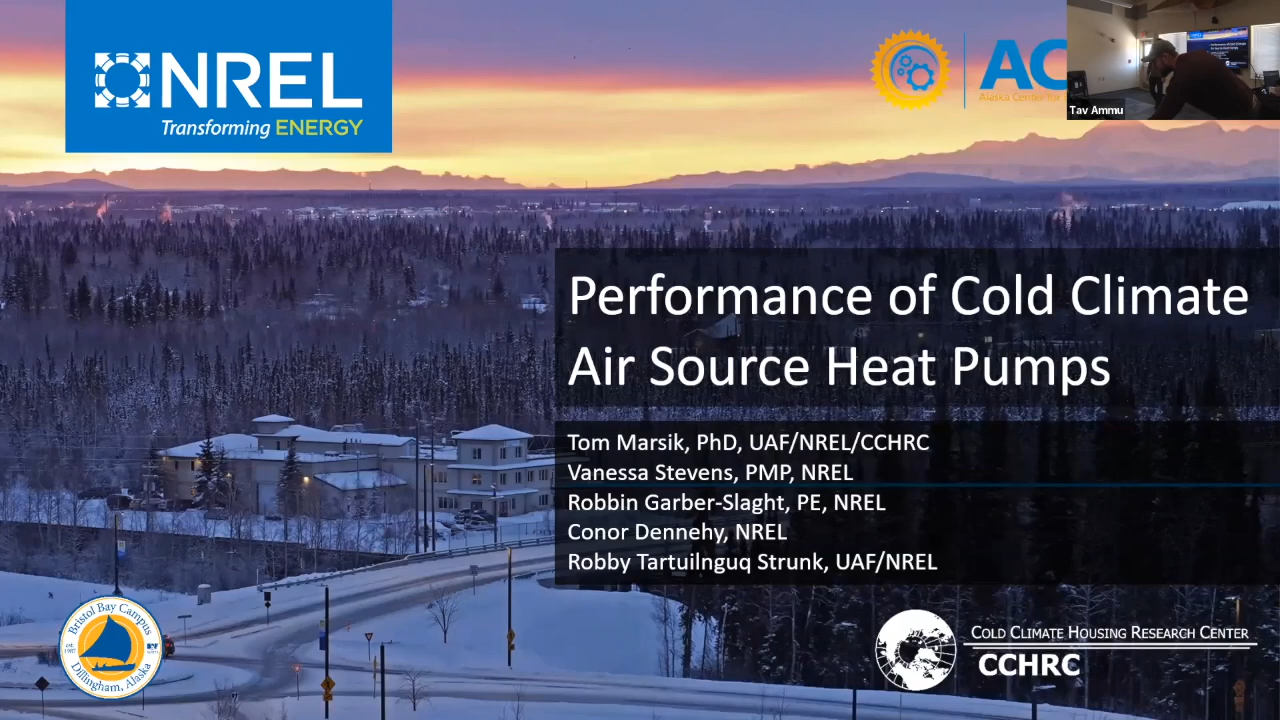 NREL
Transforming ENERGY
AC
Alaska Center for
Tav Ammu
Performance of Cold Climate
Air Source Heat Pumps
Tom Marsik, PhD, UAF/NREL/CCHRC
Vanessa Stevens, PMP, NREL
Robbin Garber-Slaght, PE, NREL
Conor Dennehy, NREL
Robby Tartuilnguq Strunk, UAF/NREL
Bristol Bay Campus
Dillingham, Alaska
COLD CLIMATE HOUSING RESEARCH CENTER
CCHRC